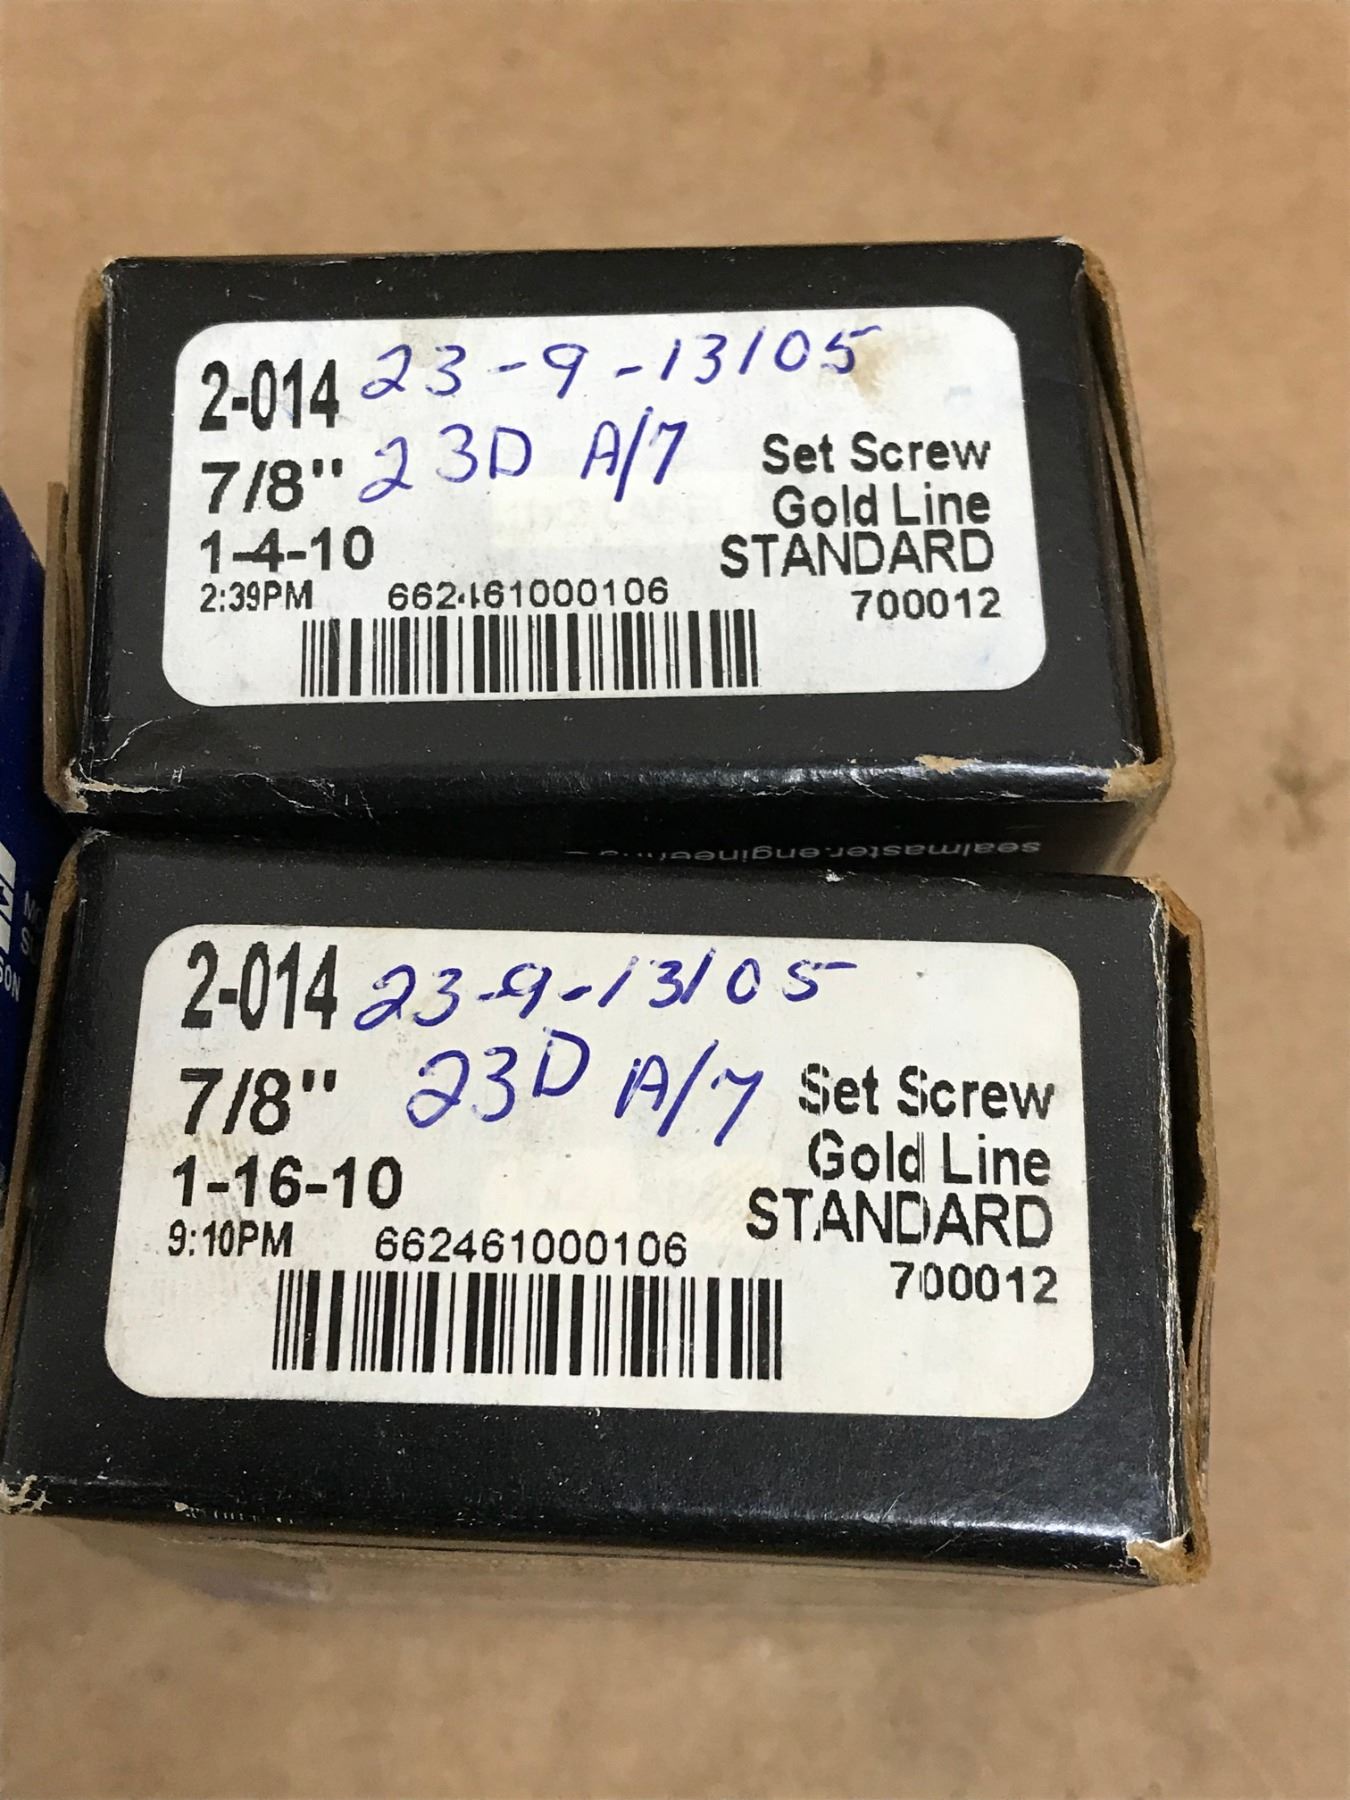 2-014 23-9-13105
7/8" 23D A/7
Set Screw
Gold Line
1-4-10
STANDARD
2:39PM 662461000106 700012
sealmaster.engineering
2-014 23-9-13105
7/8" 23D A/7 Set Screw
Gold Line
1-16-10
STANDARD
9:10PM 662461000106
700012